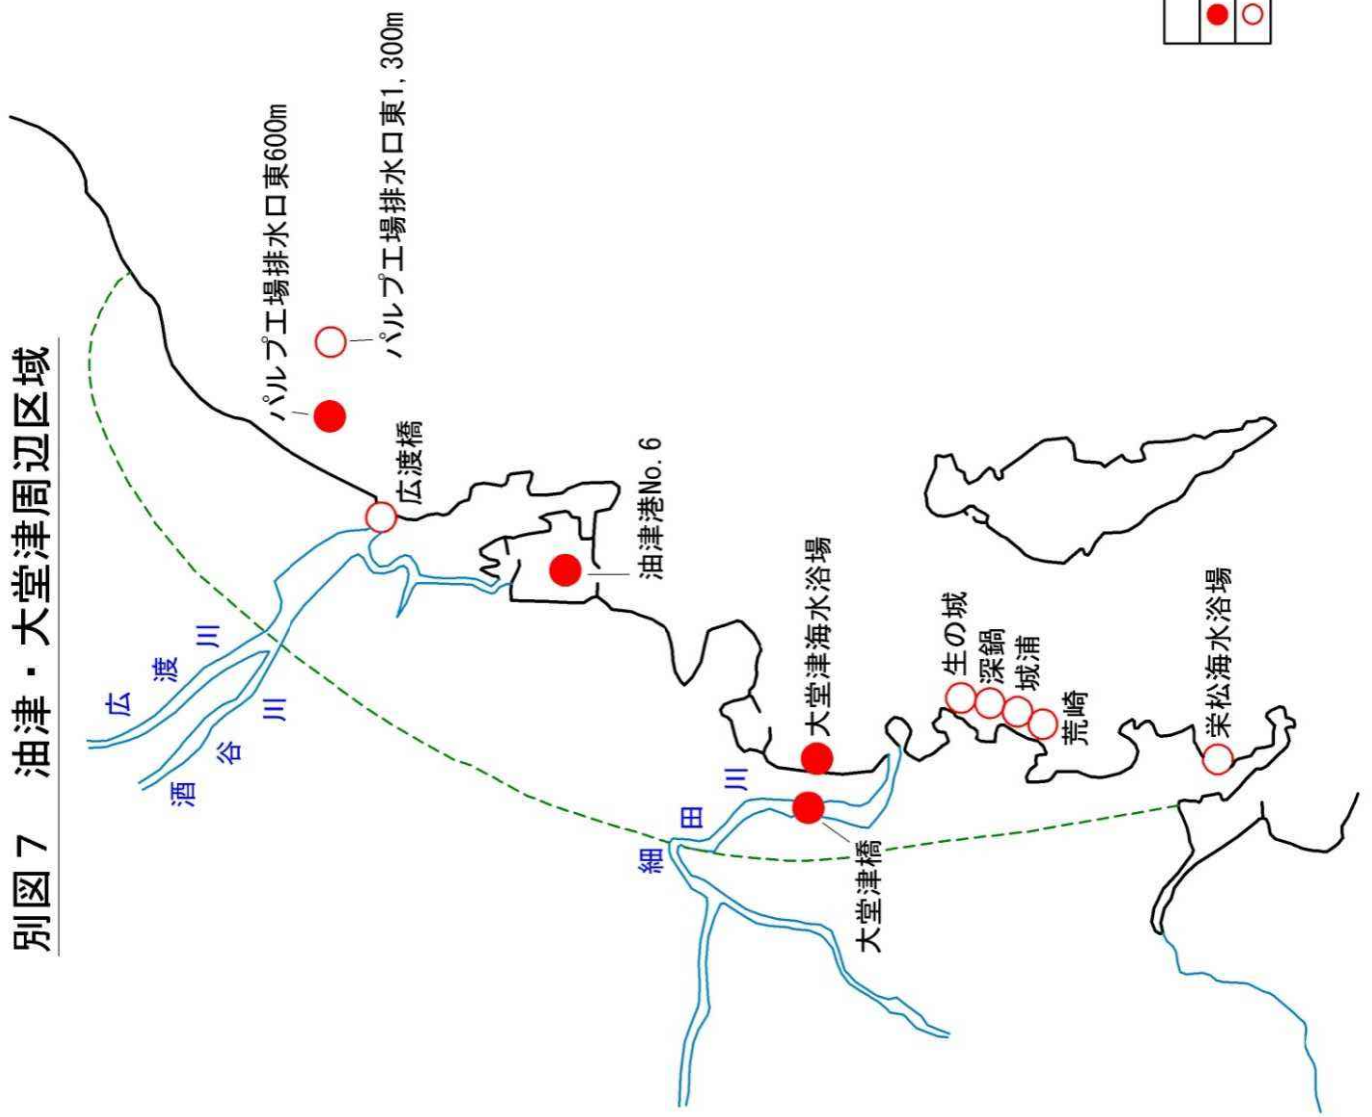 別図7 油津・大堂津周辺区域
パルプ工場排水口東600m
パルプ工場排水口東1,300m
広渡橋
広渡川
酒谷川
油津港No.6
大堂津海水浴場
細田川
大堂津橋
生の城
深鍋
城浦
荒崎
栄松海水浴場